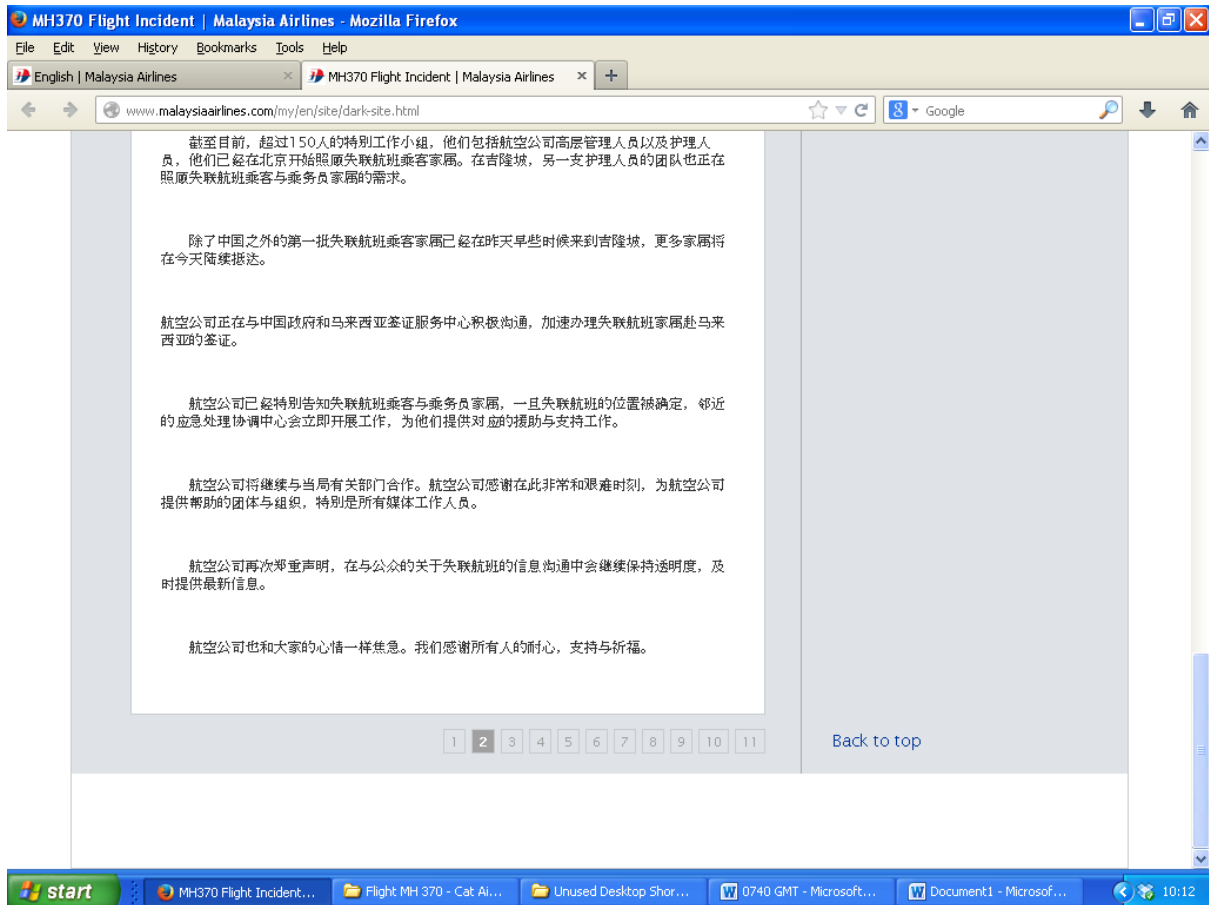 MH370 Flight Incident | Malaysia Airlines - Mozilla Firefox
File Edit View History Bookmarks Tools Help
English | Malaysia Airlines
MH370 Flight Incident | Malaysia Airlines
www.malaysiaairlines.com/my/en/site/dark-site.html
Google
截至目前，超过150人的特别工作小组，他们包括航空公司高层管理人员以及护理人
员，他们已经在北京开始照顾失联航班乘客家属。在吉隆坡，另一支护理人员的团队也正在
照顾失联航班乘客与乘务员家属的需求。
除了中国之外的第一批失联航班乘客家属已经在昨天早些时候来到吉隆坡，更多家属将
在今天陆续抵达。
航空公司正在与中国政府和马来西亚签证服务中心积极沟通，加速办理失联航班家属赴马来
西亚的签证。
航空公司已经特别告知失联航班乘客与乘务员家属，一旦失联航班的位置被确定，邻近
的应急处理协调中心会立即开展工作，为他们提供对应的援助与支持工作。
航空公司将继续与当局有关部门合作。航空公司感谢在此非常和艰难时刻，为航空公司
提供帮助的团体与组织，特别是所有媒体工作人员。
航空公司再次郑重声明，在与公众的关于失联航班的信息沟通中会继续保持透明度，及
时提供最新信息。
航空公司也和大家的心情一样焦急。我们感谢所有人的耐心，支持与祈福。
1 2 3 4 5 6 7 8 9 10 11
Back to top
start
MH370 Flight Incident...
Flight MH 370 - Cat Ai...
Unused Desktop Shor...
0740 GMT - Microsoft...
Document1 - Microsof...
10:12